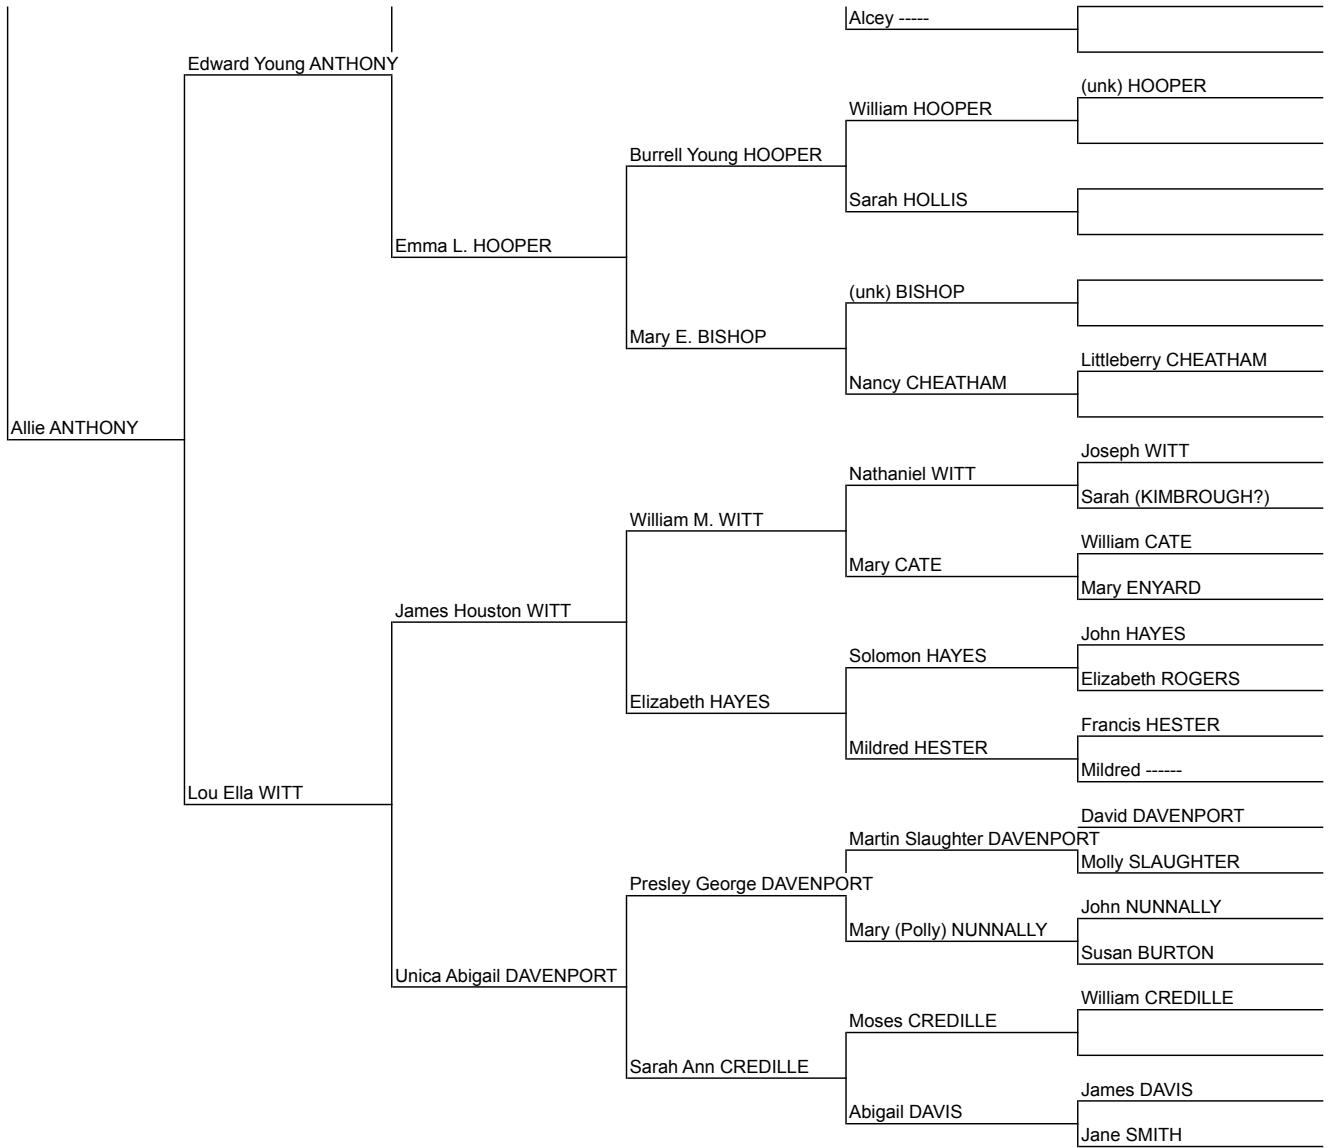 Alcey -----
Edward Young ANTHONY
(unk) HOOPER
William HOOPER
Burrell Young HOOPER
Sarah HOLLIS
Emma L. HOOPER
(unk) BISHOP
Mary E. BISHOP
Littleberry CHEATHAM
Nancy CHEATHAM
Allie ANTHONY
Joseph WITT
Nathaniel WITT
Sarah (KIMBROUGH?)
William M. WITT
William CATE
Mary CATE
Mary ENYARD
James Houston WITT
John HAYES
Solomon HAYES
Elizabeth ROGERS
Elizabeth HAYES
Francis HESTER
Mildred HESTER
Mildred ------
Lou Ella WITT
David DAVENPORT
Martin Slaughter DAVENPORT
Molly SLAUGHTER
Presley George DAVENPORT
John NUNNALLY
Mary (Polly) NUNNALLY
Susan BURTON
Unica Abigail DAVENPORT
William CREDILLE
Moses CREDILLE
Sarah Ann CREDILLE
James DAVIS
Abigail DAVIS
Jane SMITH